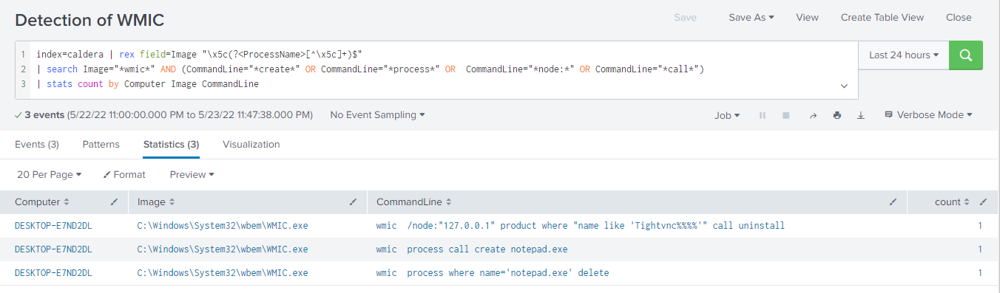 Detection of WMIC
Save Save As View Create Table View Close
1 index=caldera | rex field=Image "\x5c(?<ProcessName>[^\x5c]+)$"
2 | search Image="*wmic*" AND (CommandLine="*create*" OR CommandLine="*process*" OR  CommandLine="*node:*" OR CommandLine="*call*")
3 | stats count by Computer Image CommandLine
Last 24 hours
3 events (5/22/22 11:00:00.000 PM to 5/23/22 11:47:38.000 PM) No Event Sampling Job Verbose Mode
Events (3) Patterns Statistics (3) Visualization
20 Per Page Format Preview
Computer Image CommandLine count
DESKTOP-E7ND2DL C:\Windows\System32\wbem\WMIC.exe wmic  /node:"127.0.0.1" product where "name like 'Tightvnc%%%%'" call uninstall 1
DESKTOP-E7ND2DL C:\Windows\System32\wbem\WMIC.exe wmic  process call create notepad.exe 1
DESKTOP-E7ND2DL C:\Windows\System32\wbem\WMIC.exe wmic  process where name='notepad.exe' delete 1